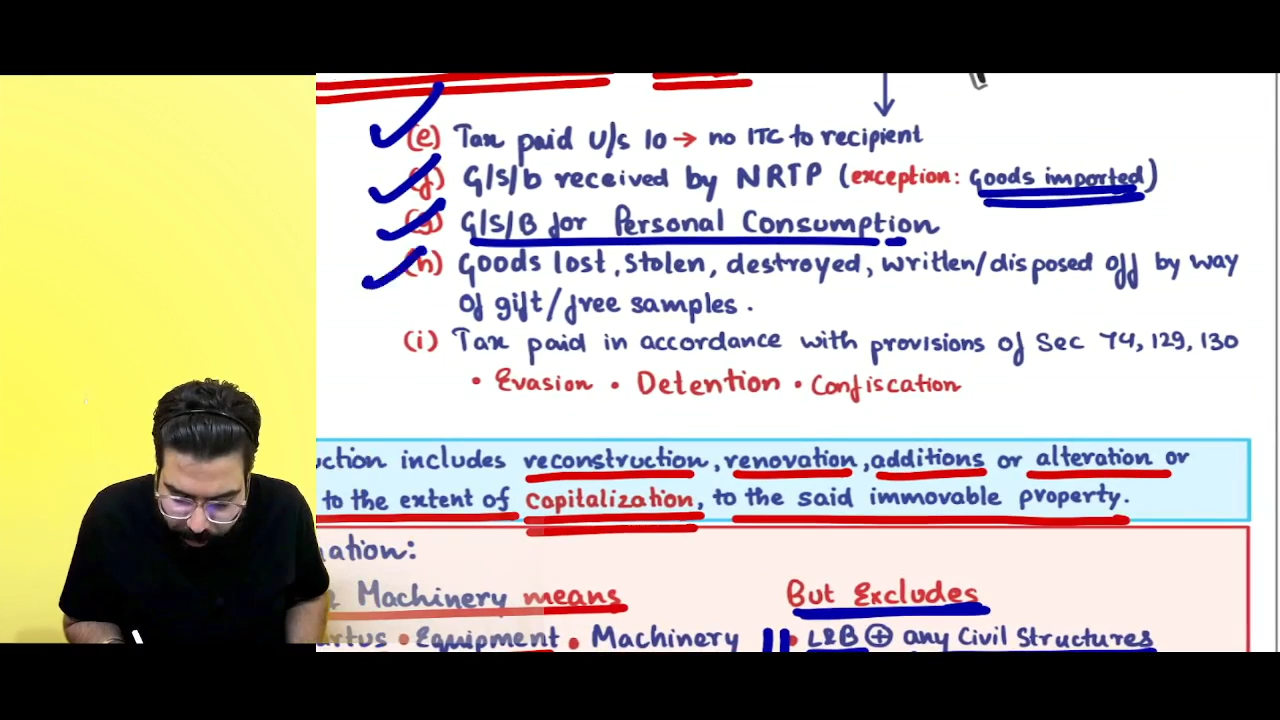 (e) Tax paid U/s 10 → no ITC to recipient
(f) G/S/b received by NRTP (exception: Goods imported)
(g) G/S/B for Personal Consumption
(h) Goods lost, Stolen, destroyed, written/disposed off by way
of gift/free samples.
(i) Tax paid in accordance with provisions of Sec 74, 129, 130
• Evasion • Detention • Confiscation
uction includes reconstruction, renovation, additions or alteration or
to the extent of Capitalization, to the said immovable property.
nation:
Machinery means
But Excludes
artus • Equipment • Machinery
• L&B ⊕ any Civil Structures